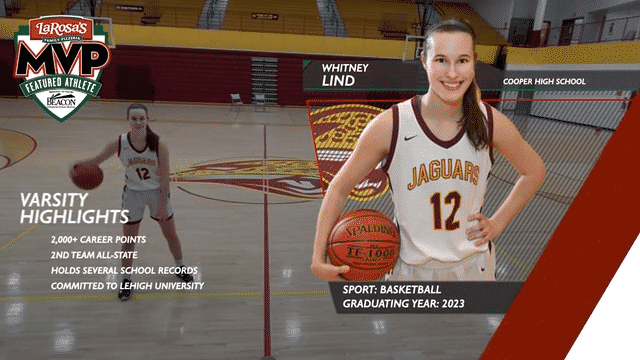 LaRosa's
FAMILY PIZZERIA
MVP
FEATURED ATHLETE
BEACON
WHITNEY
LIND
COOPER HIGH SCHOOL
12
VARSITY
HIGHLIGHTS
2,000+ CAREER POINTS
2ND TEAM ALL-STATE
HOLDS SEVERAL SCHOOL RECORDS
COMMITTED TO LEHIGH UNIVERSITY
JAGUARS
12
SPALDING
TF-1000
SPORT: BASKETBALL
GRADUATING YEAR: 2023